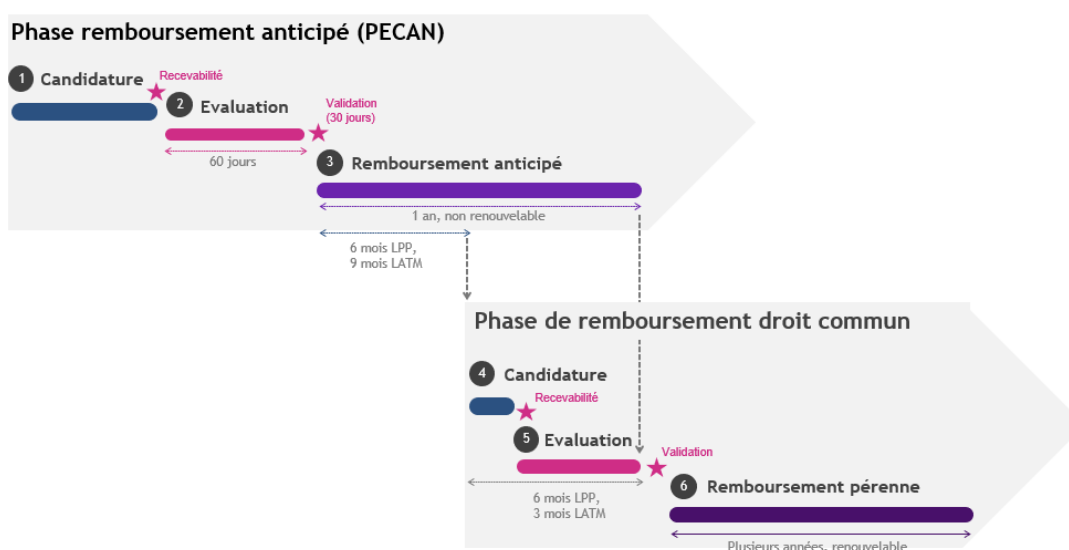 Phase remboursement anticipé (PECAN)
1 Candidature
Recevabilité
2 Evaluation
Validation
(30 jours)
60 jours
3 Remboursement anticipé
1 an, non renouvelable
6 mois LPP,
9 mois LATM
Phase de remboursement droit commun
4 Candidature
Recevabilité
5 Evaluation
Validation
6 mois LPP,
3 mois LATM
6 Remboursement pérenne
Plusieurs années, renouvelable